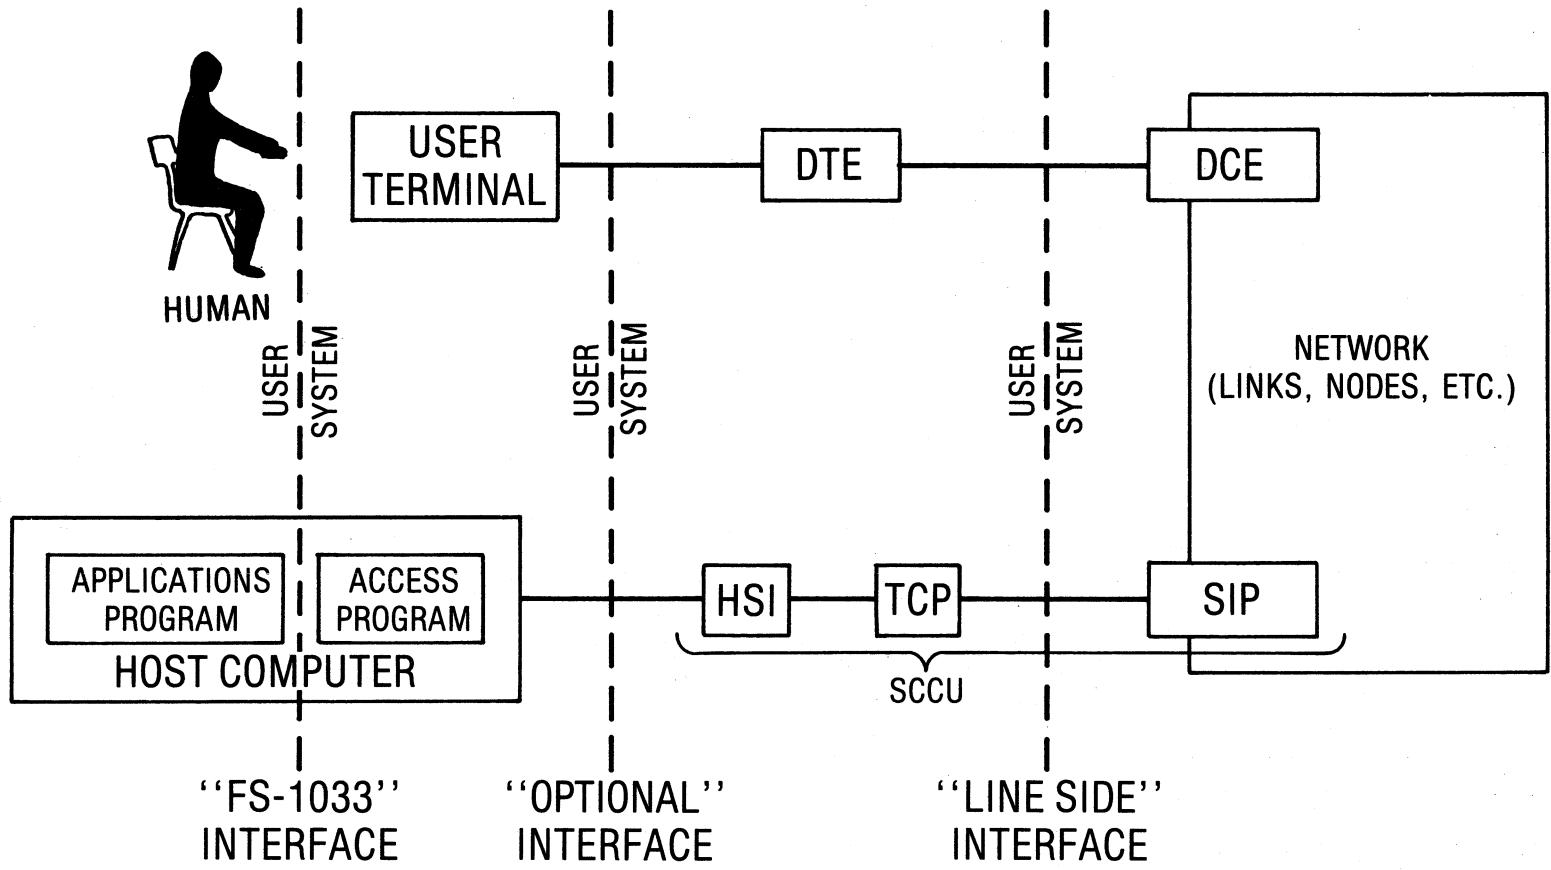 USER
TERMINAL
DTE
DCE
HUMAN
USER
SYSTEM
USER
SYSTEM
USER
SYSTEM
NETWORK
(LINKS, NODES, ETC.)
APPLICATIONS
PROGRAM
ACCESS
PROGRAM
HOST COMPUTER
HSI
TCP
SIP
SCCU
‘‘FS-1033’’
INTERFACE
‘‘OPTIONAL’’
INTERFACE
‘‘LINE SIDE’’
INTERFACE